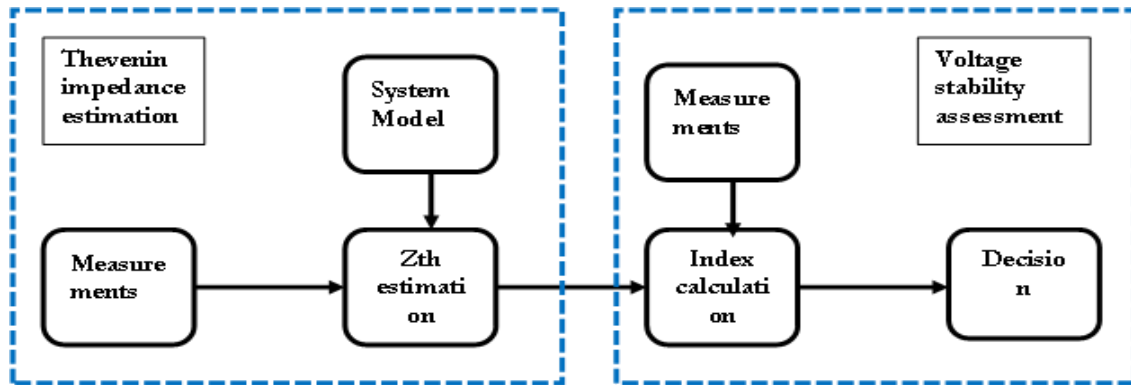 Thevenin
impedance
estimation
System
Model
Measure
ments
Voltage
stability
assessment
Measure
ments
Zth
estimati
on
Index
calculati
on
Decisio
n